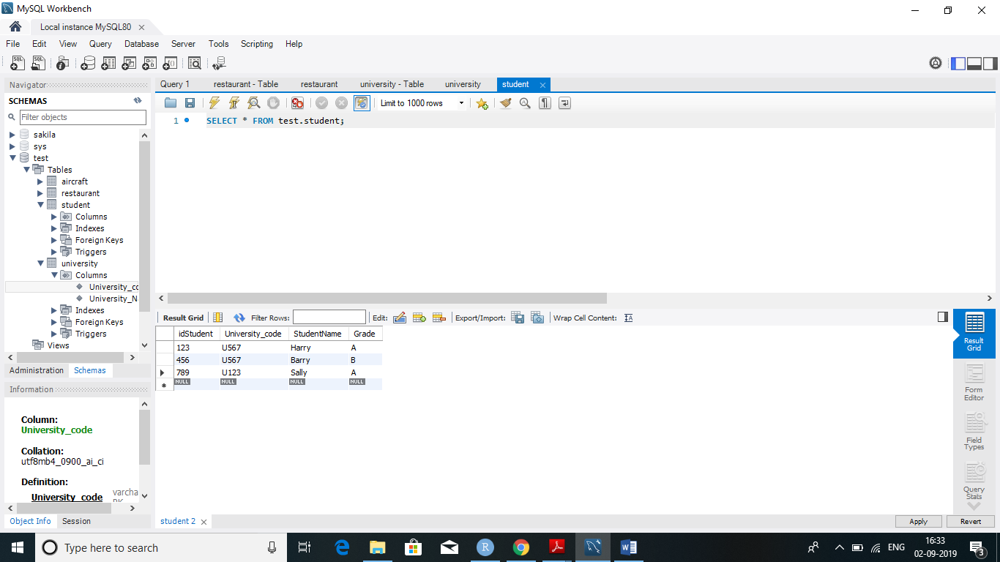 MySQL Workbench
Local instance MySQL80
File Edit View Query Database Server Tools Scripting Help
Navigator
SCHEMAS
Filter objects
sakila
sys
test
Tables
aircraft
restaurant
student
Columns
Indexes
Foreign Keys
Triggers
university
Columns
University_co
University_N
Indexes
Foreign Keys
Triggers
Views
Administration Schemas
Information
Column:
University_code
Collation:
utf8mb4_0900_ai_ci
Definition:
University_code varcha
Object Info Session
Query 1 restaurant - Table restaurant university - Table university student
Limit to 1000 rows
1 SELECT * FROM test.student;
Result Grid Filter Rows: Edit: Export/Import: Wrap Cell Content:
idStudent University_code StudentName Grade
123 U567 Harry A
456 U567 Barry B
789 U123 Sally A
NULL NULL NULL NULL
Result
Grid
Form
Editor
Field
Types
Query
Stats
student 2
Apply Revert
Type here to search
ENG
16:33
02-09-2019
3